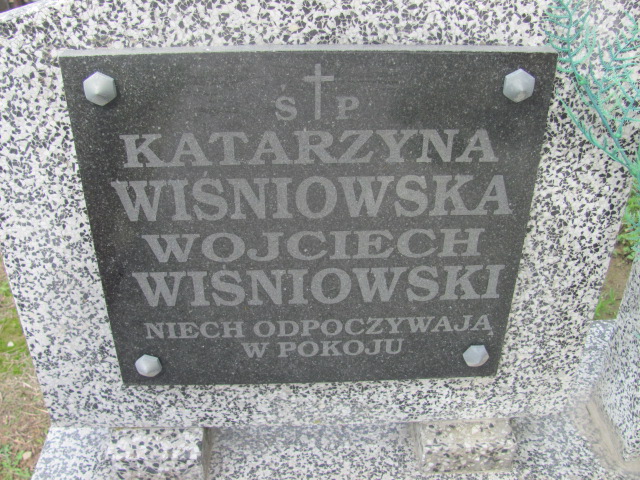 Ś P
KATARZYNA
WIŚNIOWSKA
WOJCIECH
WIŚNIOWSKI
NIECH ODPOCZYWAJĄ
W POKOJU